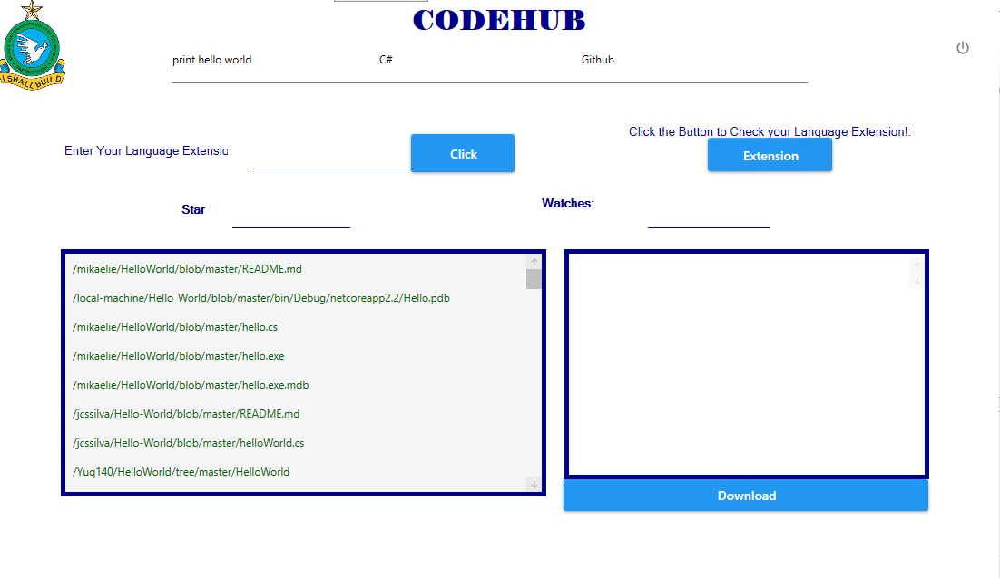 CODEHUB
I SHALL BUILD
print hello world C# Github
Click the Button to Check your Language Extension!:
Enter Your Language Extensio
Click
Extension
Star
Watches:
/mikaelie/HelloWorld/blob/master/README.md
/local-machine/Hello_World/blob/master/bin/Debug/netcoreapp2.2/Hello.pdb
/mikaelie/HelloWorld/blob/master/hello.cs
/mikaelie/HelloWorld/blob/master/hello.exe
/mikaelie/HelloWorld/blob/master/hello.exe.mdb
/jcssilva/Hello-World/blob/master/README.md
/jcssilva/Hello-World/blob/master/helloWorld.cs
/Yuq140/HelloWorld/tree/master/HelloWorld
Download